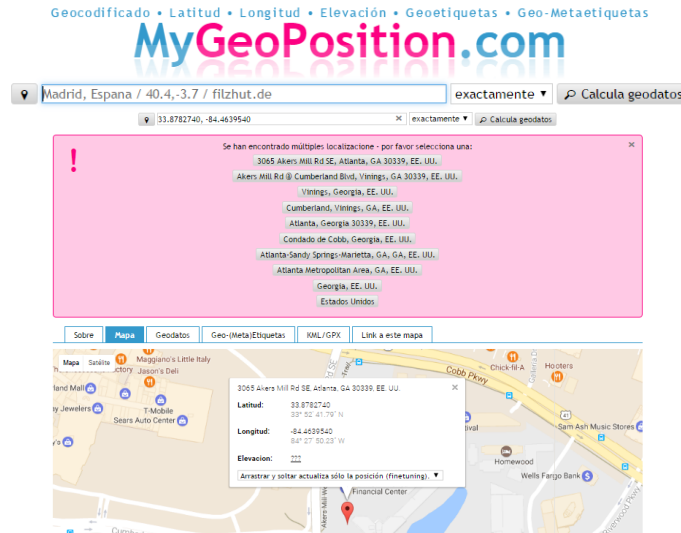 Geocodificado • Latitud • Longitud • Elevación • Geoetiquetas • Geo-Metaetiquetas
MyGeoPosition.com
Madrid, Espana / 40.4,-3.7 / filzhut.de exactamente ▼ Calcula geodatos
33.8782740, -84.4639540 × exactamente ▼ Calcula geodatos
! Se han encontrado múltiples localizacione - por favor selecciona una: ×
3065 Akers Mill Rd SE, Atlanta, GA 30339, EE. UU.
Akers Mill Rd @ Cumberland Blvd, Vinings, GA 30339, EE. UU.
Vinings, Georgia, EE. UU.
Cumberland, Vinings, GA, EE. UU.
Atlanta, Georgia 30339, EE. UU.
Condado de Cobb, Georgia, EE. UU.
Atlanta-Sandy Springs-Marietta, GA, GA, EE. UU.
Atlanta Metropolitan Area, GA, EE. UU.
Georgia, EE. UU.
Estados Unidos
Sobre Mapa Geodatos Geo-(Meta)Etiquetas KML/GPX Link a este mapa
Mapa Satélite
Maggiano's Little Italy
Jason's Deli
Cobb Pkwy
Chick-fil-A
Hooters
land Mall
T-Mobile
Sears Auto Center
y Jewelers
3065 Akers Mill Rd SE, Atlanta, GA 30339, EE. UU. ×
Latitud: 33.8782740
33° 52' 41.79" N
Longitud: -84.4639540
84° 27' 50.23" W
Elevacion: ???
Arrastrar y soltar actualiza sólo la posición (finetuning). ▼
41
Sam Ash Music Stores
Homewood
Wells Fargo Bank
Financial Center
Riverwood Pkwy